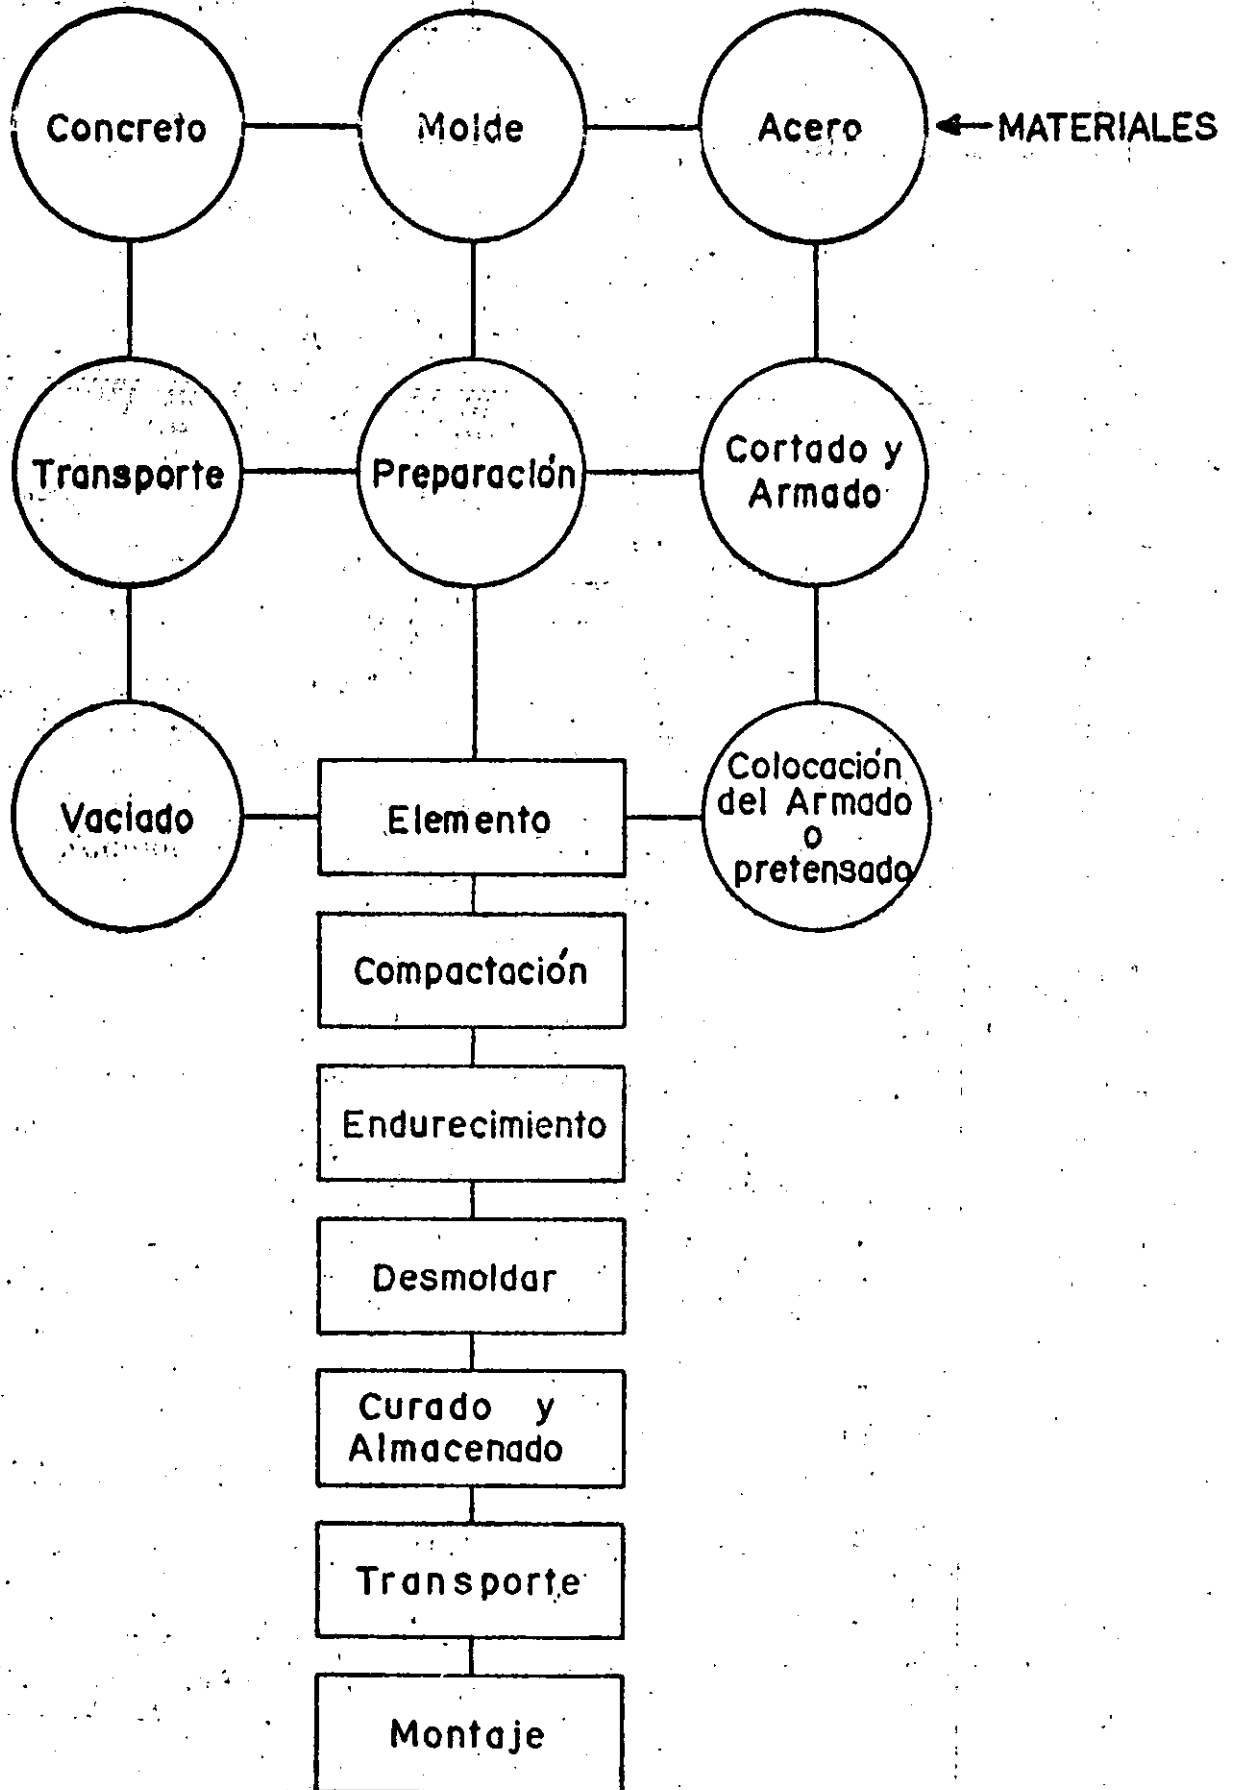 Concreto
Molde
Acero
MATERIALES
Transporte
Preparación
Cortado y
Armado
Vaciado
Elemento
Colocación
del Armado
o
pretensado
Compactación
Endurecimiento
Desmoldar
Curado y
Almacenado
Transporte
Montaje